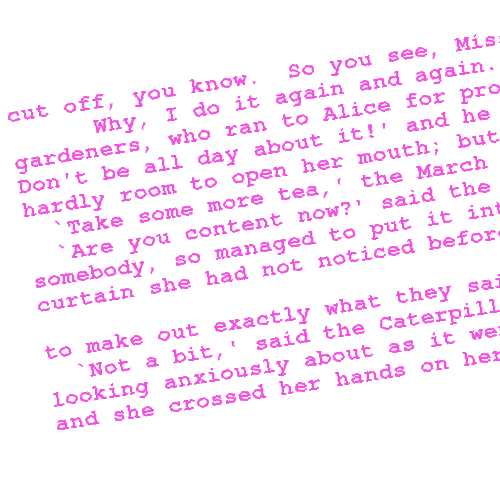 cut off, you know.  So you see, Miss
Why, I do it again and again.
gardeners, who ran to Alice for pro
Don't be all day about it!' and he
hardly room to open her mouth; but
`Take some more tea,' the March
`Are you content now?' said the
somebody, so managed to put it int
curtain she had not noticed before
to make out exactly what they sai
`Not a bit,' said the Caterpill
looking anxiously about as it we
and she crossed her hands on her